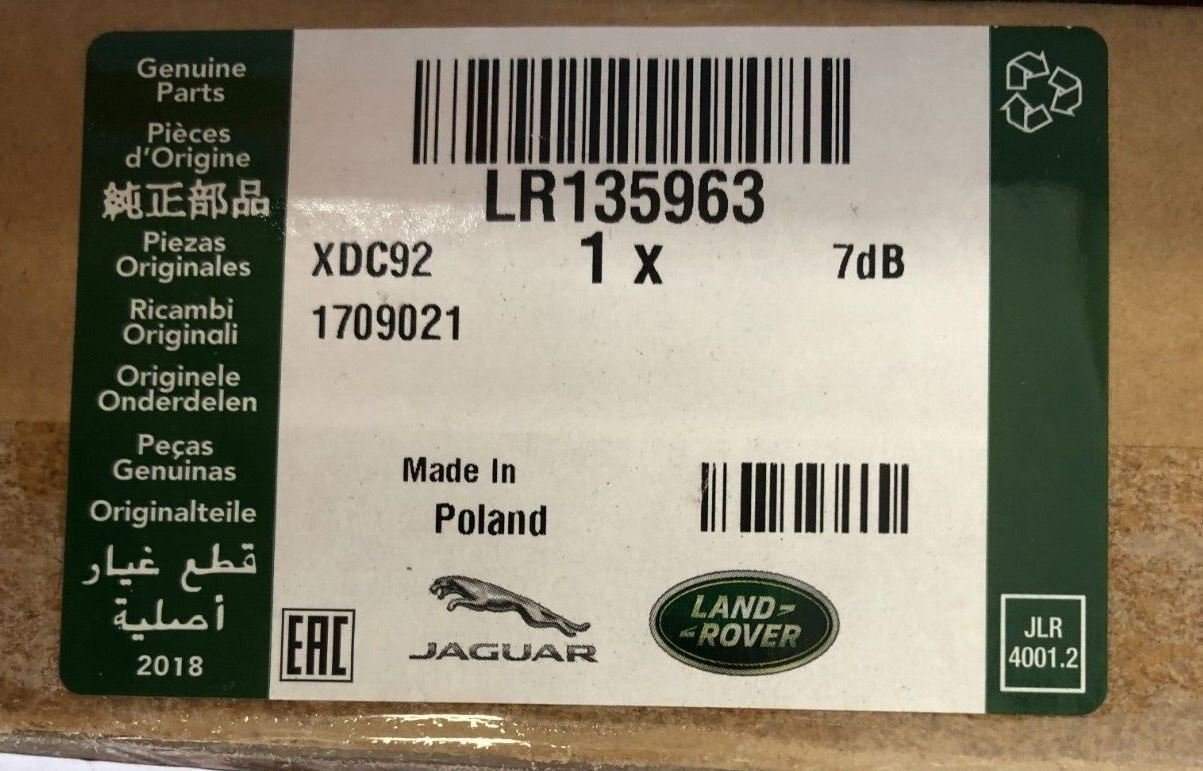 Genuine
Parts
Pièces
d'Origine
純正部品
Piezas
Originales
Ricambi
Originali
Originele
Onderdelen
Peças
Genuinas
Originalteile
قطع غيار
أصلية
2018
LR135963
XDC92 1 x 7dB
1709021
Made In
Poland
EAC
JAGUAR
LAND-
ROVER
JLR
4001.2